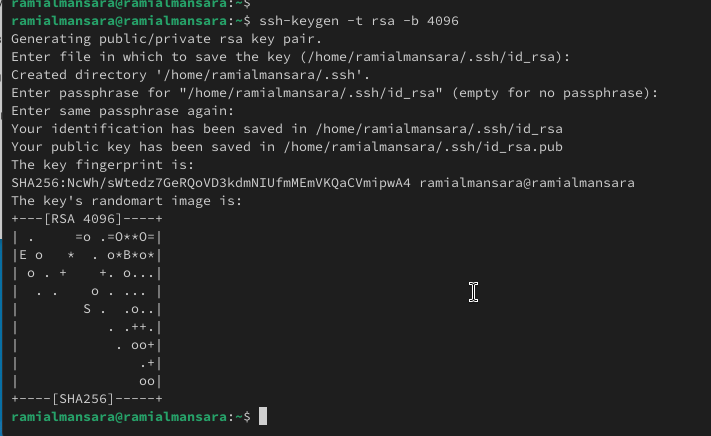 ramialmansara@ramialmansara:~$
ramialmansara@ramialmansara:~$ ssh-keygen -t rsa -b 4096
Generating public/private rsa key pair.
Enter file in which to save the key (/home/ramialmansara/.ssh/id_rsa):
Created directory '/home/ramialmansara/.ssh'.
Enter passphrase for "/home/ramialmansara/.ssh/id_rsa" (empty for no passphrase):
Enter same passphrase again:
Your identification has been saved in /home/ramialmansara/.ssh/id_rsa
Your public key has been saved in /home/ramialmansara/.ssh/id_rsa.pub
The key fingerprint is:
SHA256:NcWh/sWtedz7GeRQoVD3kdmNIUfmMEmVKQaCVmipwA4 ramialmansara@ramialmansara
The key's randomart image is:
+---[RSA 4096]----+
| .     =o .=O**O=|
|E o   *  . o*B*o*|
| o . +    +. o...|
|  . .    o . ... |
|        S .  .o..|
|           . .++.|
|            . oo+|
|               .+|
|               oo|
+----[SHA256]-----+
ramialmansara@ramialmansara:~$